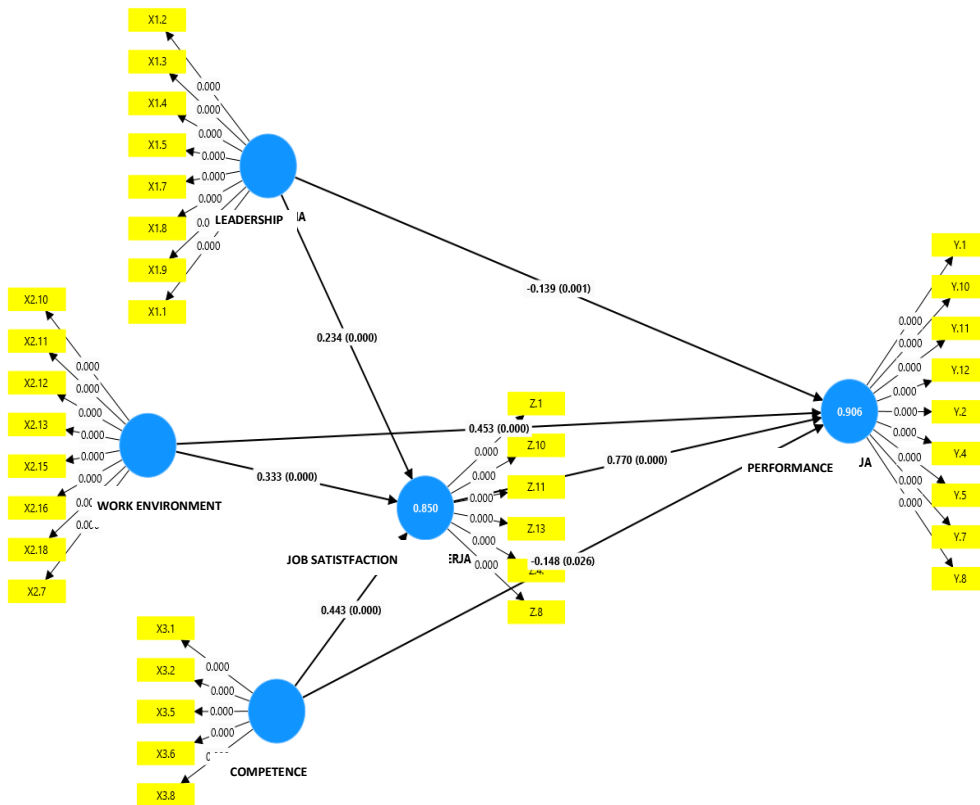 X1.2
X1.3
X1.4
X1.5
X1.7
X1.8
X1.9
X1.1
0.000
0.000
0.000
0.000
0.000
0.000
0.000
LEADERSHIP
-0.139 (0.001)
0.234 (0.000)
X2.10
X2.11
X2.12
X2.13
X2.15
X2.16
X2.18
X2.7
0.000
0.000
0.000
0.000
0.000
0.000
WORK ENVIRONMENT
0.453 (0.000)
0.333 (0.000)
0.850
Z.1
Z.10
Z.11
Z.13
Z.8
0.000
0.000
0.000
0.000
0.000
0.000
JOB SATISTFACTION
ERJA
0.770 (0.000)
-0.148 (0.026)
0.443 (0.000)
X3.1
X3.2
X3.5
X3.6
X3.8
0.000
0.000
0.000
0.000
COMPETENCE
0.906
PERFORMANCE
JA
Y.1
Y.10
Y.11
Y.12
Y.2
Y.4
Y.5
Y.7
Y.8
0.000
0.000
0.000
0.000
0.000
0.000
0.000
0.000
0.000